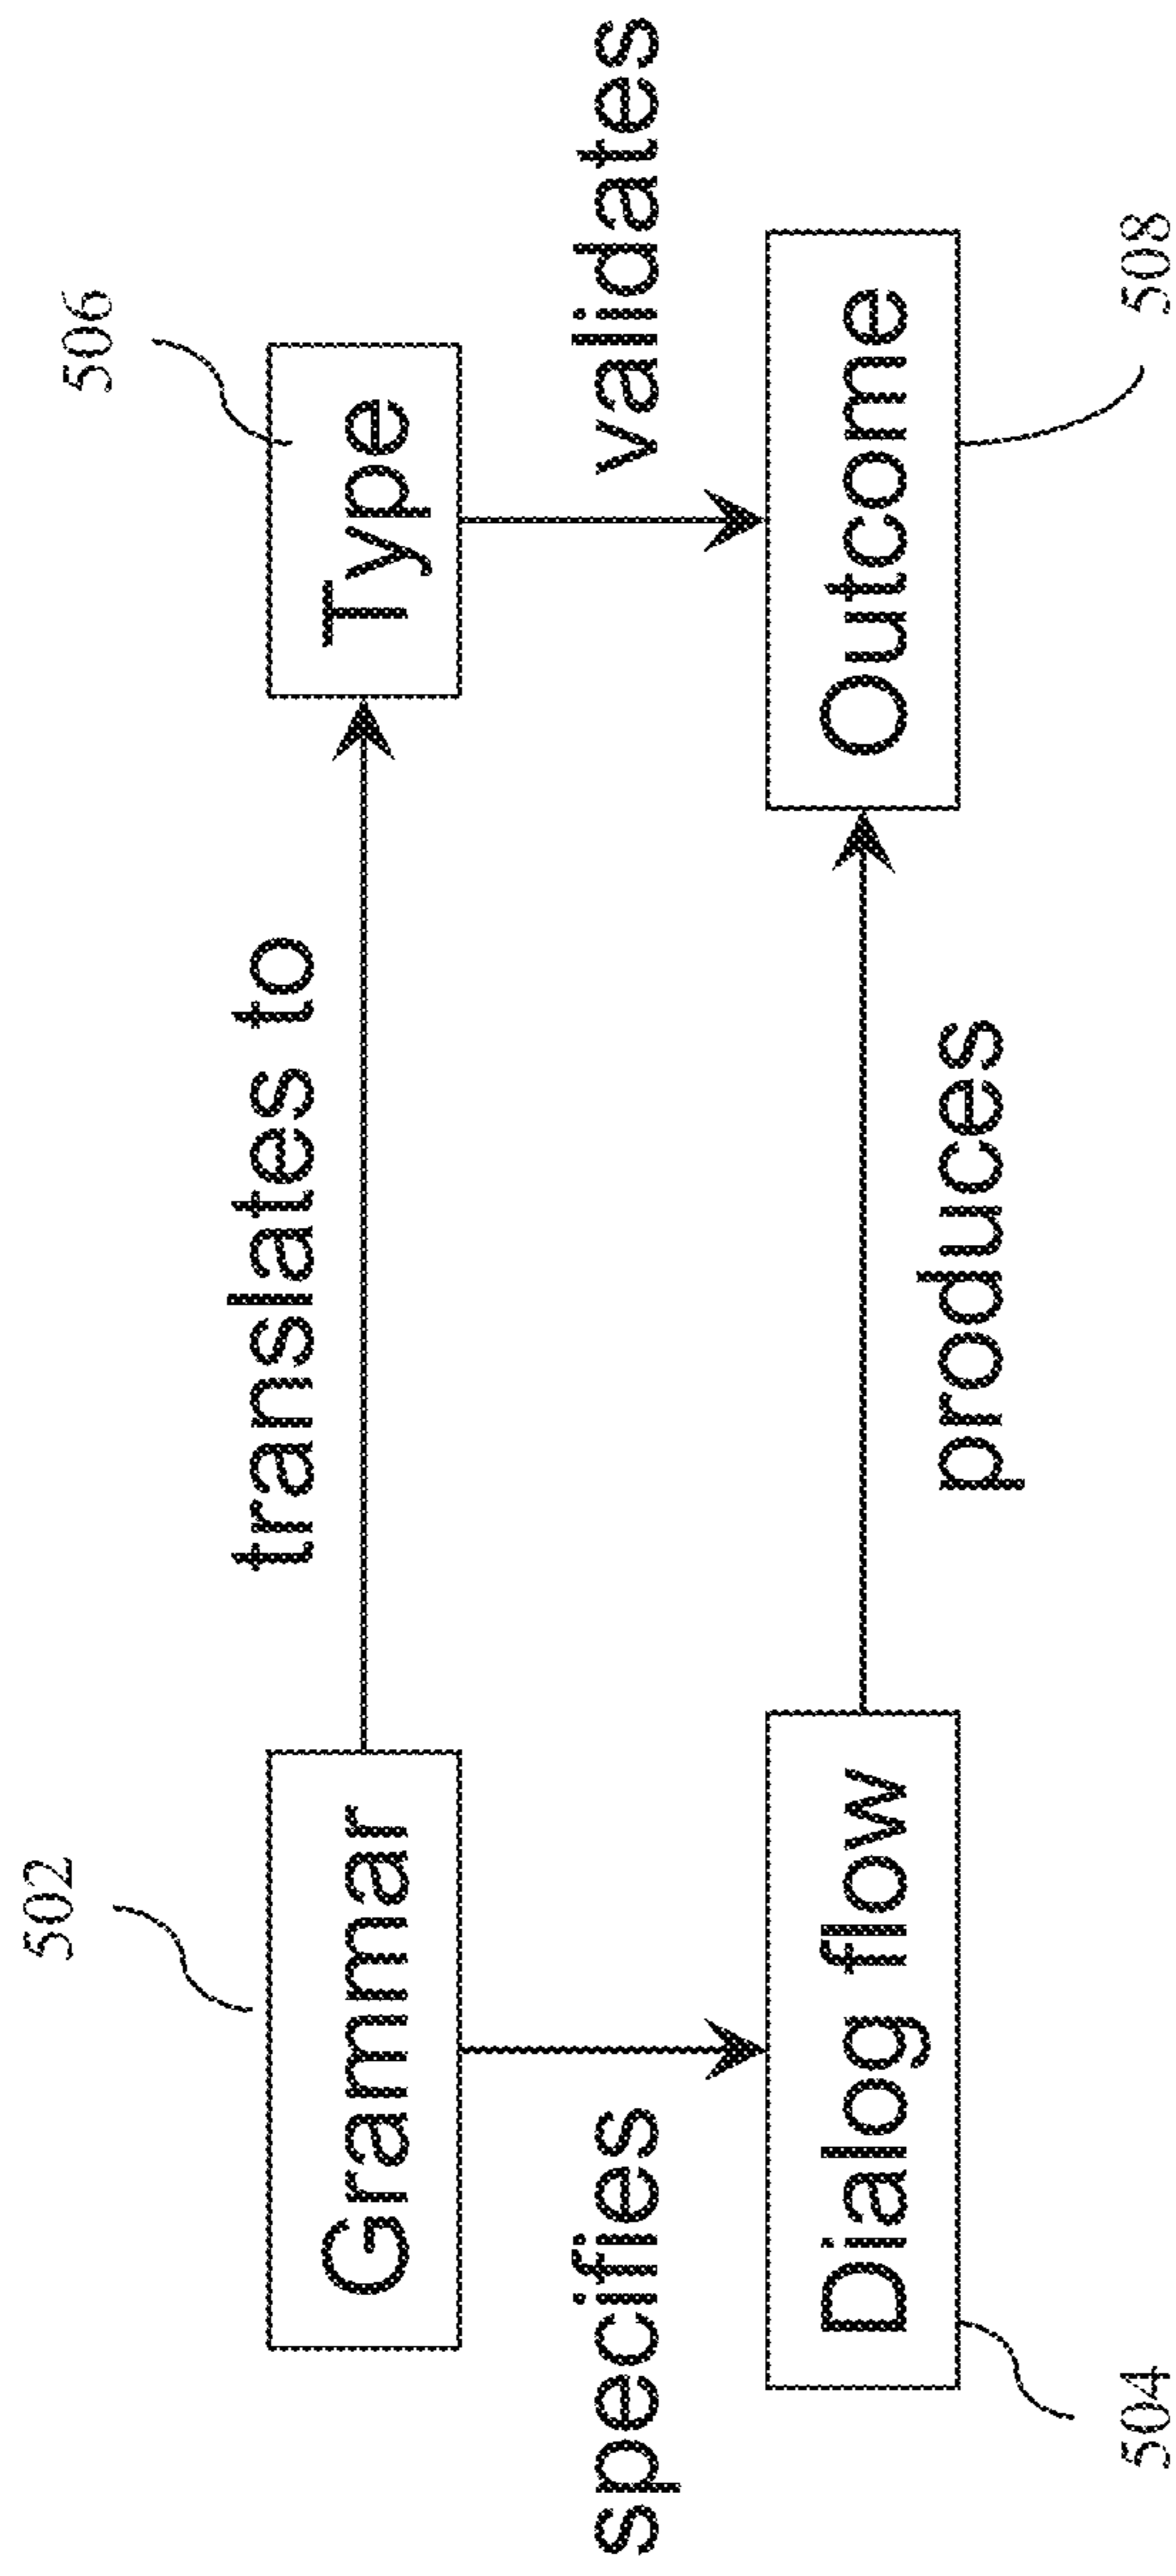 502
506
translates to
Grammar
Type
specifies
validates
Dialog flow
Outcome
produces
504
508